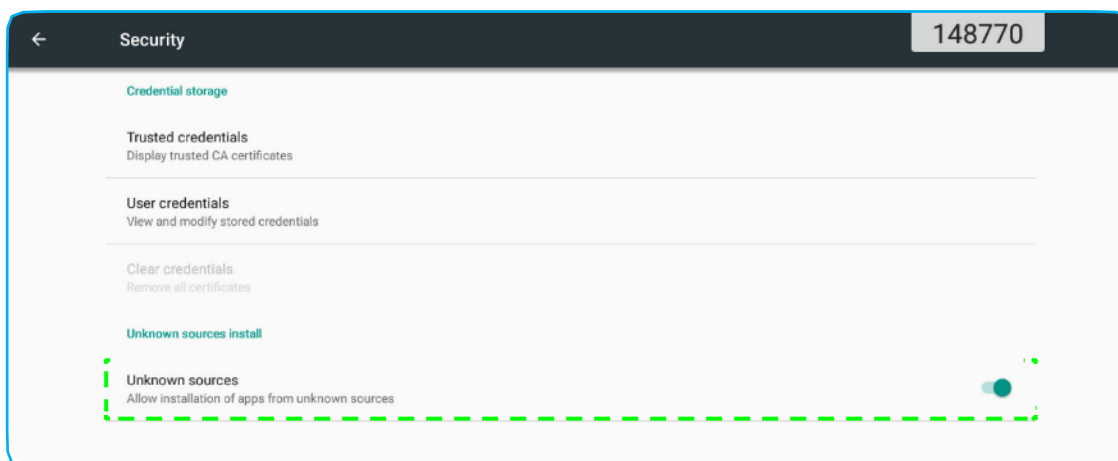 Security
148770
Credential storage
Trusted credentials
Display trusted CA certificates
User credentials
View and modify stored credentials
Clear credentials
Remove all certificates
Unknown sources install
Unknown sources
Allow installation of apps from unknown sources